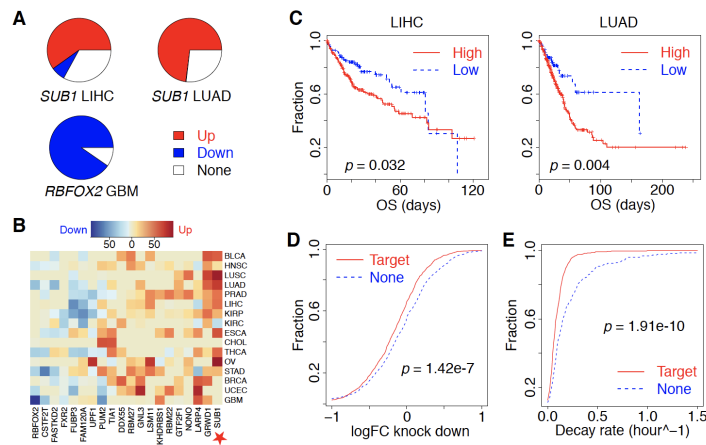 A
SUB1 LIHC
SUB1 LUAD
RBFOX2 GBM
Up
Down
None
B
Down
Up
50 0 50
BLCA
HNSC
LUSC
LUAD
PRAD
LIHC
KIRP
KIRC
ESCA
CHOL
THCA
OV
STAD
BRCA
UCEC
GBM
RBFOX2
CSTF2T
FASTKD2
FXR2
FUBP3
FAM120A
UPF1
PUM2
TIA1
DDX55
RBM27
GNL3
LSM11
KHDRBS1
RBM22
GTF2F1
NONO
LARP4
GRWD1
SUB1
C
LIHC
Fraction
1.0
0.6
0.2
High
Low
p = 0.032
0 60 120
OS (days)
LUAD
1.0
0.6
0.2
High
Low
p = 0.004
0 100 200
OS (days)
D
Fraction
1.0
0.6
0.2
Target
None
p = 1.42e-7
−1 0 1
logFC knock down
E
Fraction
1.0
0.6
0.2
p = 1.91e-10
Target
None
0.0 0.5 1.0 1.5
Decay rate (hour^−1)